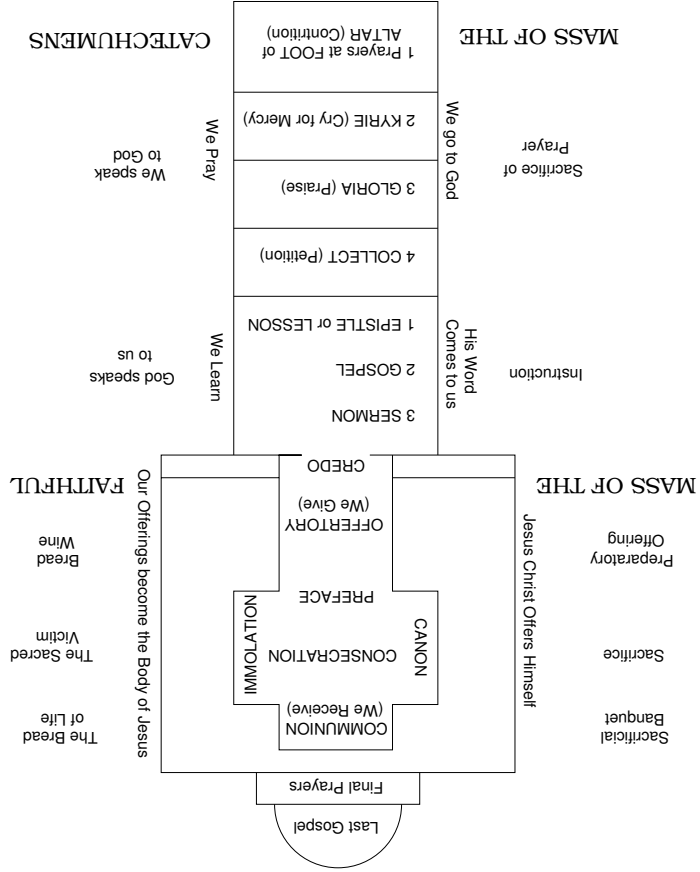 Last Gospel
Final Prayers
Sacrificial
Banquet
COMMUNION
(We Receive)
The Bread
of Life
Sacrifice
Jesus Christ Offers Himself
CANON
CONSECRATION
IMMOLATION
Our Offerings become the Body of Jesus
The Sacred
Victim
PREFACE
Preparatory
Offering
OFFERTORY
(We Give)
Bread
Wine
MASS OF THE
FAITHFUL
CREDO
3 SERMON
2 GOSPEL
1 EPISTLE or LESSON
Instruction
His Word
Comes to us
We Learn
God speaks
to us
4 COLLECT (Petition)
3 GLORIA (Praise)
2 KYRIE (Cry for Mercy)
Sacrifice of
Prayer
We go to God
We Pray
We speak
to God
1 Prayers at FOOT of
ALTAR (Contrition)
MASS OF THE
CATECHUMENS